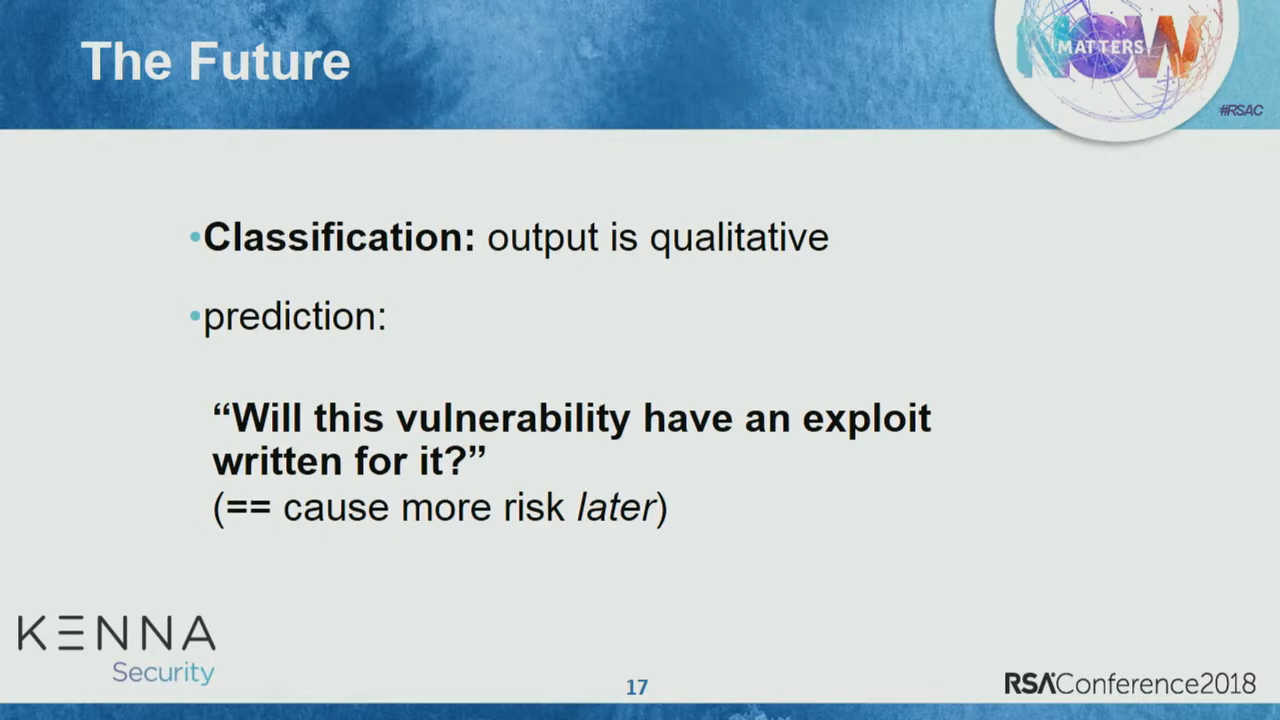 The Future
NOW
MATTERS
#RSAC
•Classification: output is qualitative
•prediction:
“Will this vulnerability have an exploit
written for it?”
(== cause more risk later)
KENNA
Security
17
RSAConference2018